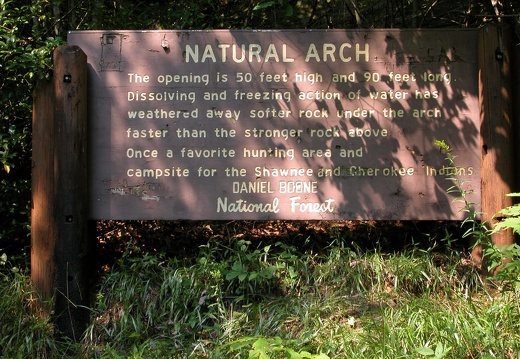 NATURAL ARCH
The opening is 50 feet high and 90 feet long.
Dissolving and freezing action of water has
weathered away softer rock under the arch
faster than the stronger rock above
Once a favorite hunting area and
campsite for the Shawnee and Cherokee Indians
DANIEL BOONE
National Forest